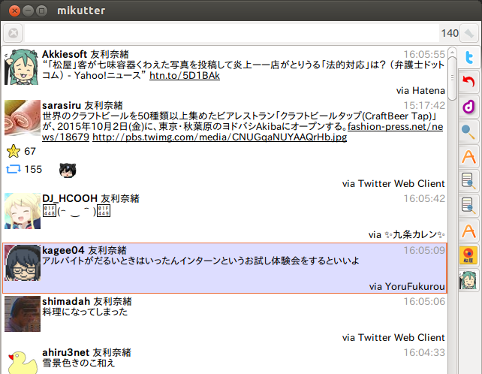 mikutter
140
Akkiesoft 友利奈緒 16:05:55
“「松屋」客が七味容器くわえた写真を投稿して炎上ーー店がとりうる「法的対応」は？ (弁護士ドット
コム) - Yahoo!ニュース” htn.to/5D1BAk
via Hatena
sarasiru 友利奈緒 15:17:42
世界のクラフトビールを50種類以上集めたビアレストラン「クラフトビールタップ(CraftBeer Tap)」
が、2015年10月2日(金)に、東京・秋葉原のヨドバシAkibaにオープンする。fashion-press.net/ne
ws/18679 http://pbs.twimg.com/media/CNUGqaNUYAAQrHb.jpg
67
155
via Twitter Web Client
DJ_HCOOH 友利奈緒 16:05:42
via ✨九条カレン✨
kagee04 友利奈緒 16:05:09
アルバイトがだるいときはいったんインターンというお試し体験会をするといいよ
via YoruFukurou
shimadah 友利奈緒 16:05:06
料理になってしまった
via Twitter Web Client
ahiru3net 友利奈緒 16:04:33
雪景色きのこ和え